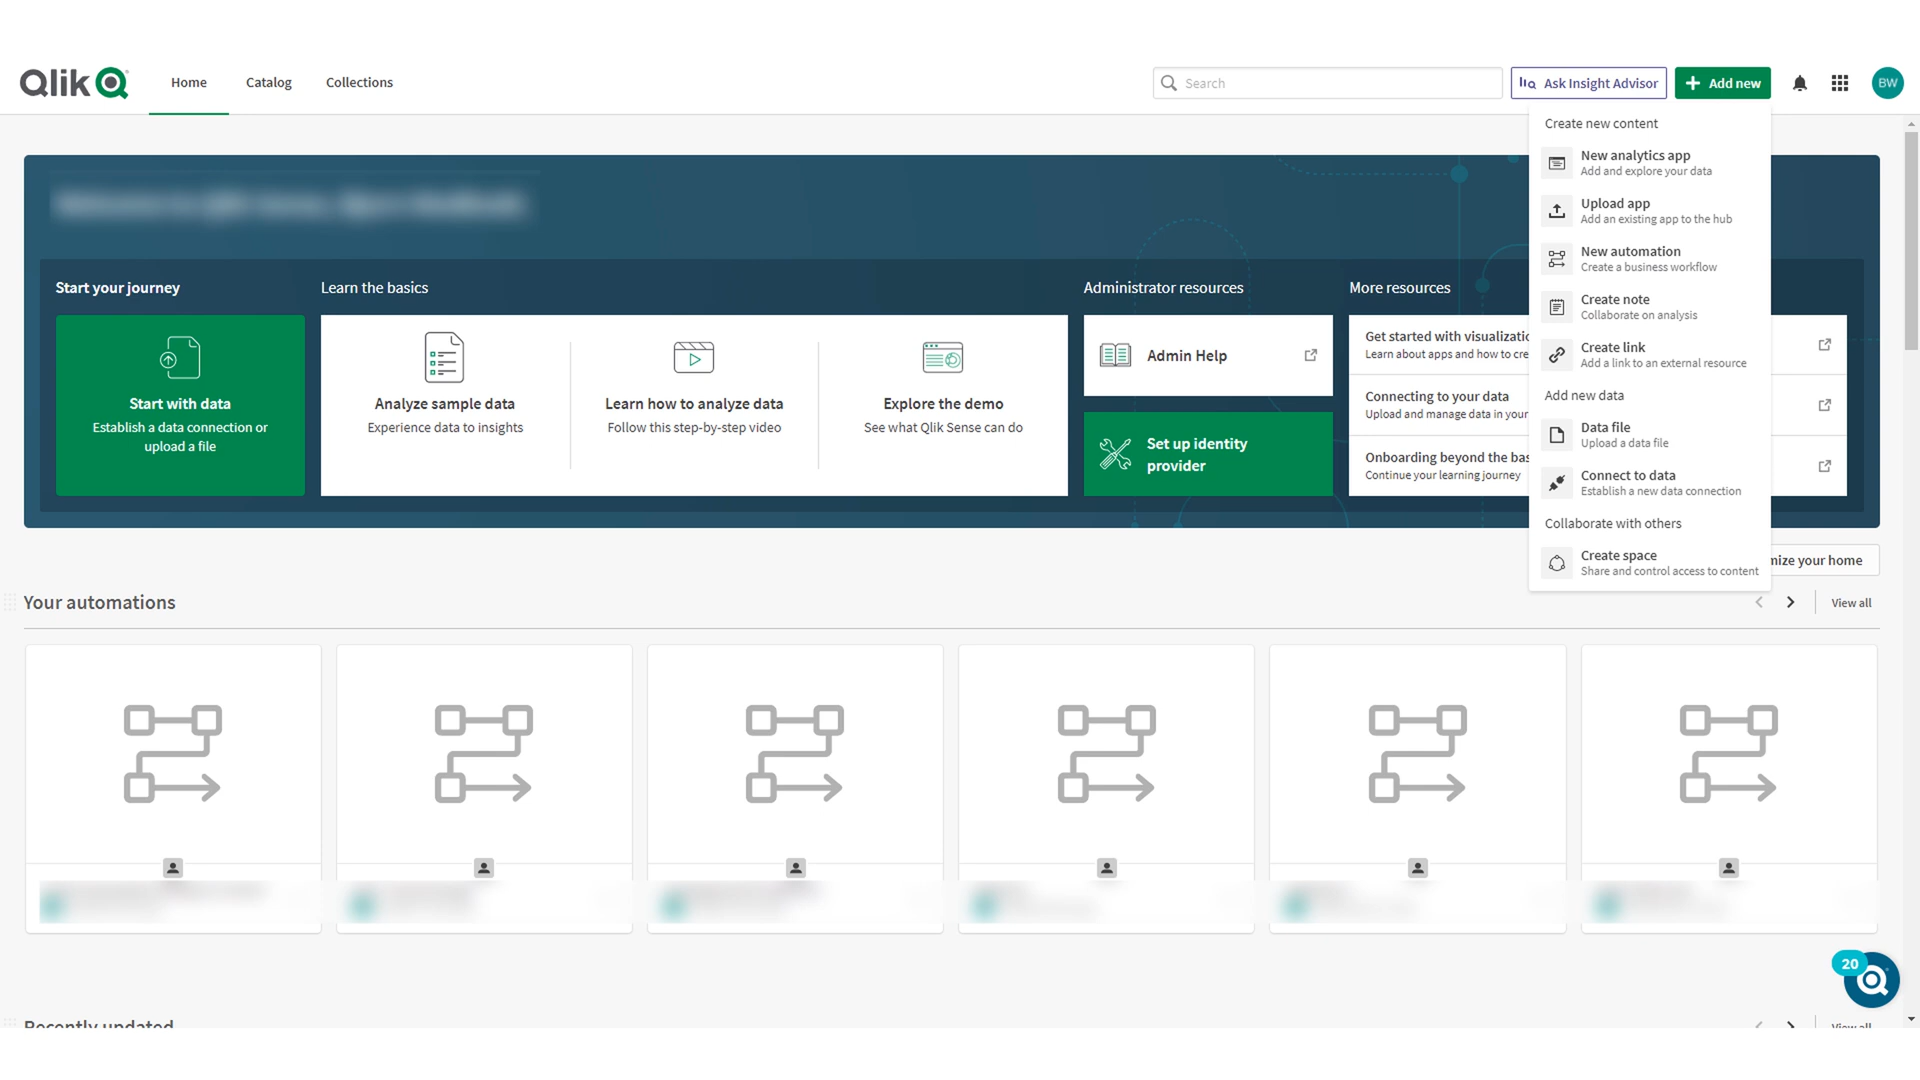 Qlik
Home
Catalog
Collections
Search
Ask Insight Advisor
Add new
BW
Create new content
New analytics app
Add and explore your data
Upload app
Add an existing app to the hub
New automation
Create a business workflow
Create note
Collaborate on analysis
Create link
Add a link to an external resource
Add new data
Data file
Upload a data file
Connect to data
Establish a new data connection
Collaborate with others
Create space
Share and control access to content
Start your journey
Start with data
Establish a data connection or
upload a file
Learn the basics
Analyze sample data
Experience data to insights
Learn how to analyze data
Follow this step-by-step video
Explore the demo
See what Qlik Sense can do
Administrator resources
Admin Help
Set up identity
provider
More resources
Get started with
Learn about apps and how to
Connecting to your data
Upload and manage data in your
Onboarding beyond the
Continue your learning journey
your home
Your automations
View all
20
Recently updated
View all